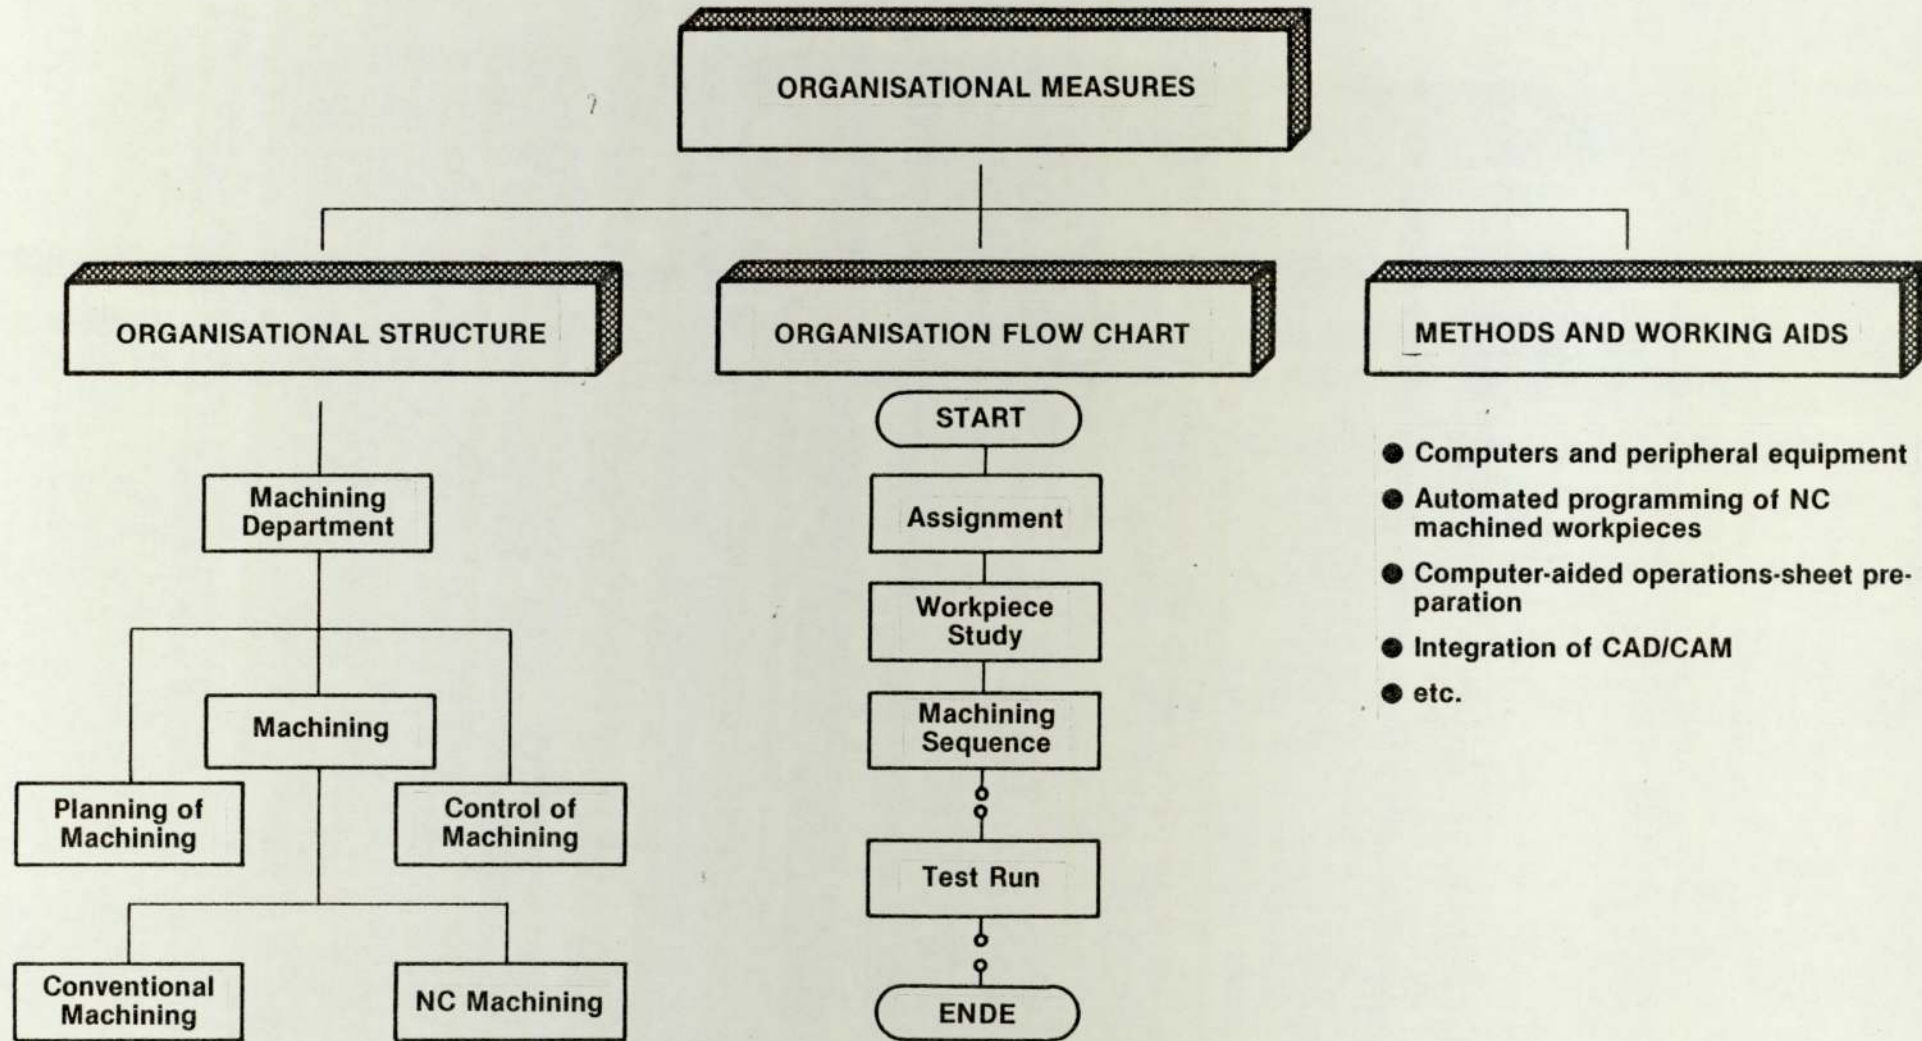 ORGANISATIONAL MEASURES
ORGANISATIONAL STRUCTURE
Machining
Department
Machining
Planning of
Machining
Control of
Machining
Conventional
Machining
NC Machining
ORGANISATION FLOW CHART
START
Assignment
Workpiece
Study
Machining
Sequence
Test Run
ENDE
METHODS AND WORKING AIDS
● Computers and peripheral equipment
● Automated programming of NC
machined workpieces
● Computer-aided operations-sheet pre-
paration
● Integration of CAD/CAM
● etc.